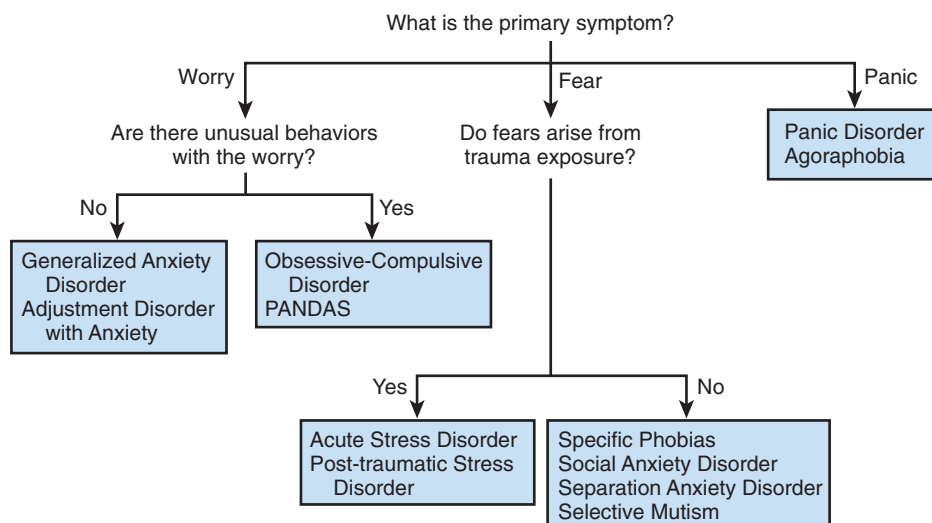 What is the primary symptom?
Worry
Fear
Panic
Are there unusual behaviors
with the worry?
Do fears arise from
trauma exposure?
Panic Disorder
Agoraphobia
No
Yes
Generalized Anxiety
Disorder
Adjustment Disorder
with Anxiety
Obsessive-Compulsive
Disorder
PANDAS
Yes
No
Acute Stress Disorder
Post-traumatic Stress
Disorder
Specific Phobias
Social Anxiety Disorder
Separation Anxiety Disorder
Selective Mutism